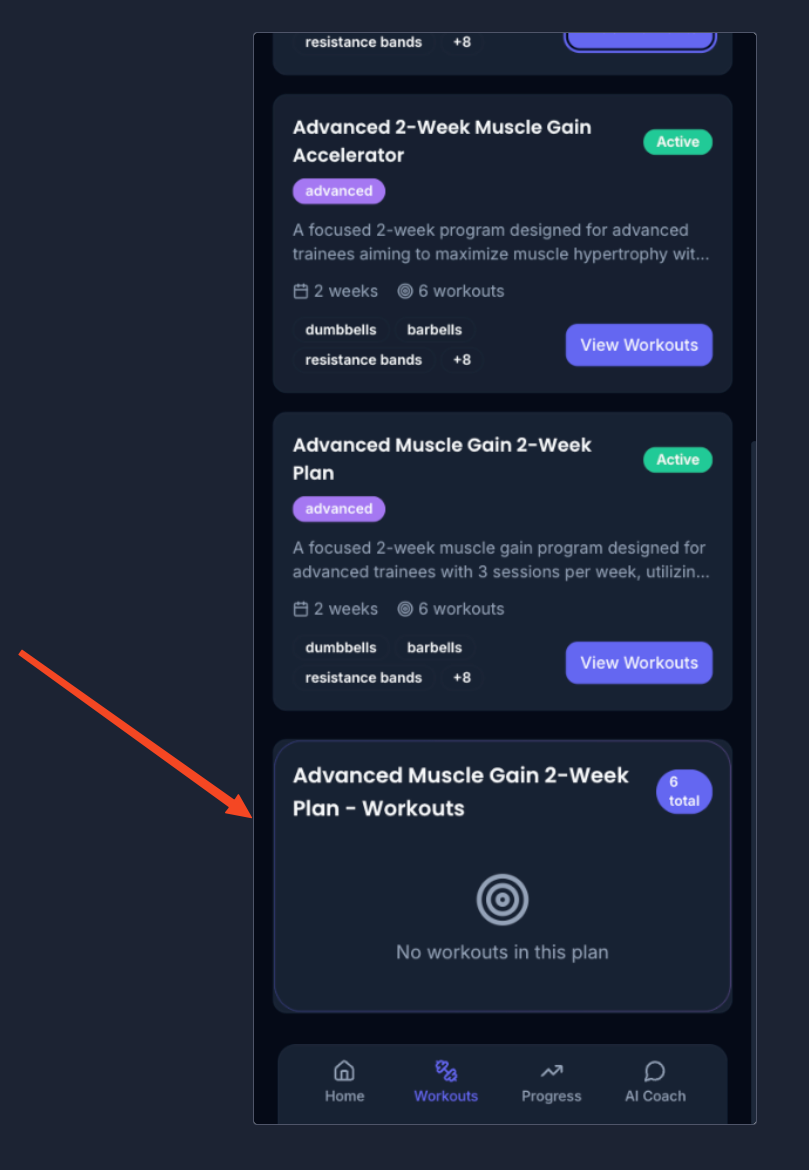 resistance bands +8
Advanced 2-Week Muscle Gain
Accelerator
Active
advanced
A focused 2-week program designed for advanced
trainees aiming to maximize muscle hypertrophy wit...
2 weeks 6 workouts
dumbbells barbells
resistance bands +8
View Workouts
Advanced Muscle Gain 2-Week
Plan
Active
advanced
A focused 2-week muscle gain program designed for
advanced trainees with 3 sessions per week, utilizin...
2 weeks 6 workouts
dumbbells barbells
resistance bands +8
View Workouts
Advanced Muscle Gain 2-Week
Plan - Workouts
6
total
No workouts in this plan
Home Workouts Progress AI Coach